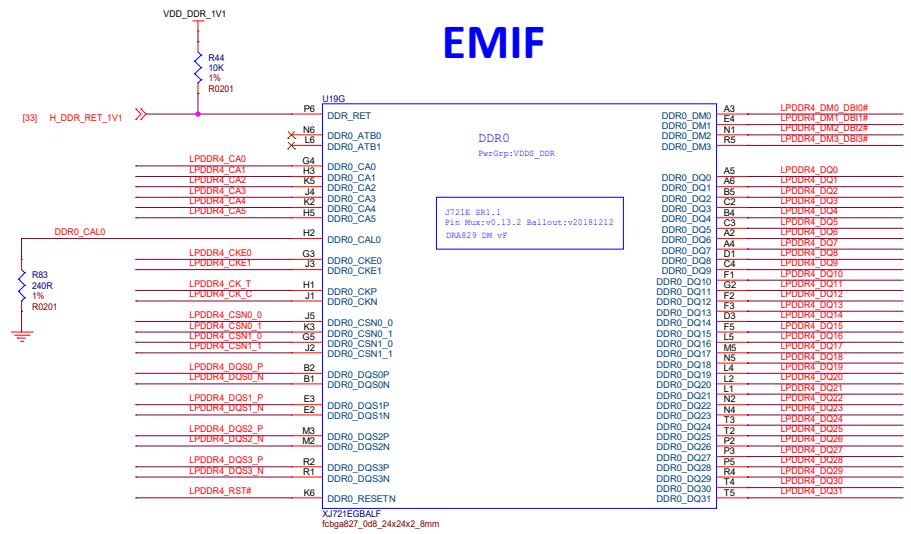 VDD_DDR_1V1
EMIF
R44
10K
1%
R0201
[33] H_DDR_RET_1V1
U19G
P6 DDR_RET
N6 DDR0_ATB0
L6 DDR0_ATB1
LPDDR4_CA0 G4 DDR0_CA0
LPDDR4_CA1 H3 DDR0_CA1
LPDDR4_CA2 K5 DDR0_CA2
LPDDR4_CA3 J4 DDR0_CA3
LPDDR4_CA4 K2 DDR0_CA4
LPDDR4_CA5 H5 DDR0_CA5
DDR0_CAL0 H2 DDR0_CAL0
LPDDR4_CKE0 G3 DDR0_CKE0
LPDDR4_CKE1 J3 DDR0_CKE1
R83
240R
1%
R0201
LPDDR4_CK_T H1 DDR0_CKP
LPDDR4_CK_C J1 DDR0_CKN
LPDDR4_CSN0_0 J5 DDR0_CSN0_0
LPDDR4_CSN0_1 K3 DDR0_CSN0_1
LPDDR4_CSN1_0 G5 DDR0_CSN1_0
LPDDR4_CSN1_1 J2 DDR0_CSN1_1
LPDDR4_DQS0_P B2 DDR0_DQS0P
LPDDR4_DQS0_N B1 DDR0_DQS0N
LPDDR4_DQS1_P E3 DDR0_DQS1P
LPDDR4_DQS1_N E2 DDR0_DQS1N
LPDDR4_DQS2_P M3 DDR0_DQS2P
LPDDR4_DQS2_N M2 DDR0_DQS2N
LPDDR4_DQS3_P R2 DDR0_DQS3P
LPDDR4_DQS3_N R1 DDR0_DQS3N
LPDDR4_RST# K6 DDR0_RESETN
DDR0
PwrGrp:VDDS_DDR
J721E SR1.1
Pin Mux:v0.13.2 Ballout:v20181212
DRA829 DM vF
DDR0_DM0 A3 LPDDR4_DM0_DBI0#
DDR0_DM1 E4 LPDDR4_DM1_DBI1#
DDR0_DM2 N1 LPDDR4_DM2_DBI2#
DDR0_DM3 R5 LPDDR4_DM3_DBI3#
DDR0_DQ0 A5 LPDDR4_DQ0
DDR0_DQ1 A6 LPDDR4_DQ1
DDR0_DQ2 B5 LPDDR4_DQ2
DDR0_DQ3 C2 LPDDR4_DQ3
DDR0_DQ4 B4 LPDDR4_DQ4
DDR0_DQ5 C3 LPDDR4_DQ5
DDR0_DQ6 A2 LPDDR4_DQ6
DDR0_DQ7 A4 LPDDR4_DQ7
DDR0_DQ8 D1 LPDDR4_DQ8
DDR0_DQ9 C4 LPDDR4_DQ9
DDR0_DQ10 F1 LPDDR4_DQ10
DDR0_DQ11 G2 LPDDR4_DQ11
DDR0_DQ12 F2 LPDDR4_DQ12
DDR0_DQ13 F3 LPDDR4_DQ13
DDR0_DQ14 D3 LPDDR4_DQ14
DDR0_DQ15 F5 LPDDR4_DQ15
DDR0_DQ16 L5 LPDDR4_DQ16
DDR0_DQ17 M5 LPDDR4_DQ17
DDR0_DQ18 N5 LPDDR4_DQ18
DDR0_DQ19 L4 LPDDR4_DQ19
DDR0_DQ20 L2 LPDDR4_DQ20
DDR0_DQ21 L1 LPDDR4_DQ21
DDR0_DQ22 N2 LPDDR4_DQ22
DDR0_DQ23 N4 LPDDR4_DQ23
DDR0_DQ24 T3 LPDDR4_DQ24
DDR0_DQ25 T2 LPDDR4_DQ25
DDR0_DQ26 P2 LPDDR4_DQ26
DDR0_DQ27 P3 LPDDR4_DQ27
DDR0_DQ28 P5 LPDDR4_DQ28
DDR0_DQ29 R4 LPDDR4_DQ29
DDR0_DQ30 T4 LPDDR4_DQ30
DDR0_DQ31 T5 LPDDR4_DQ31
XJ721EGBALF
fcbga827_0d8_24x24x2_8mm